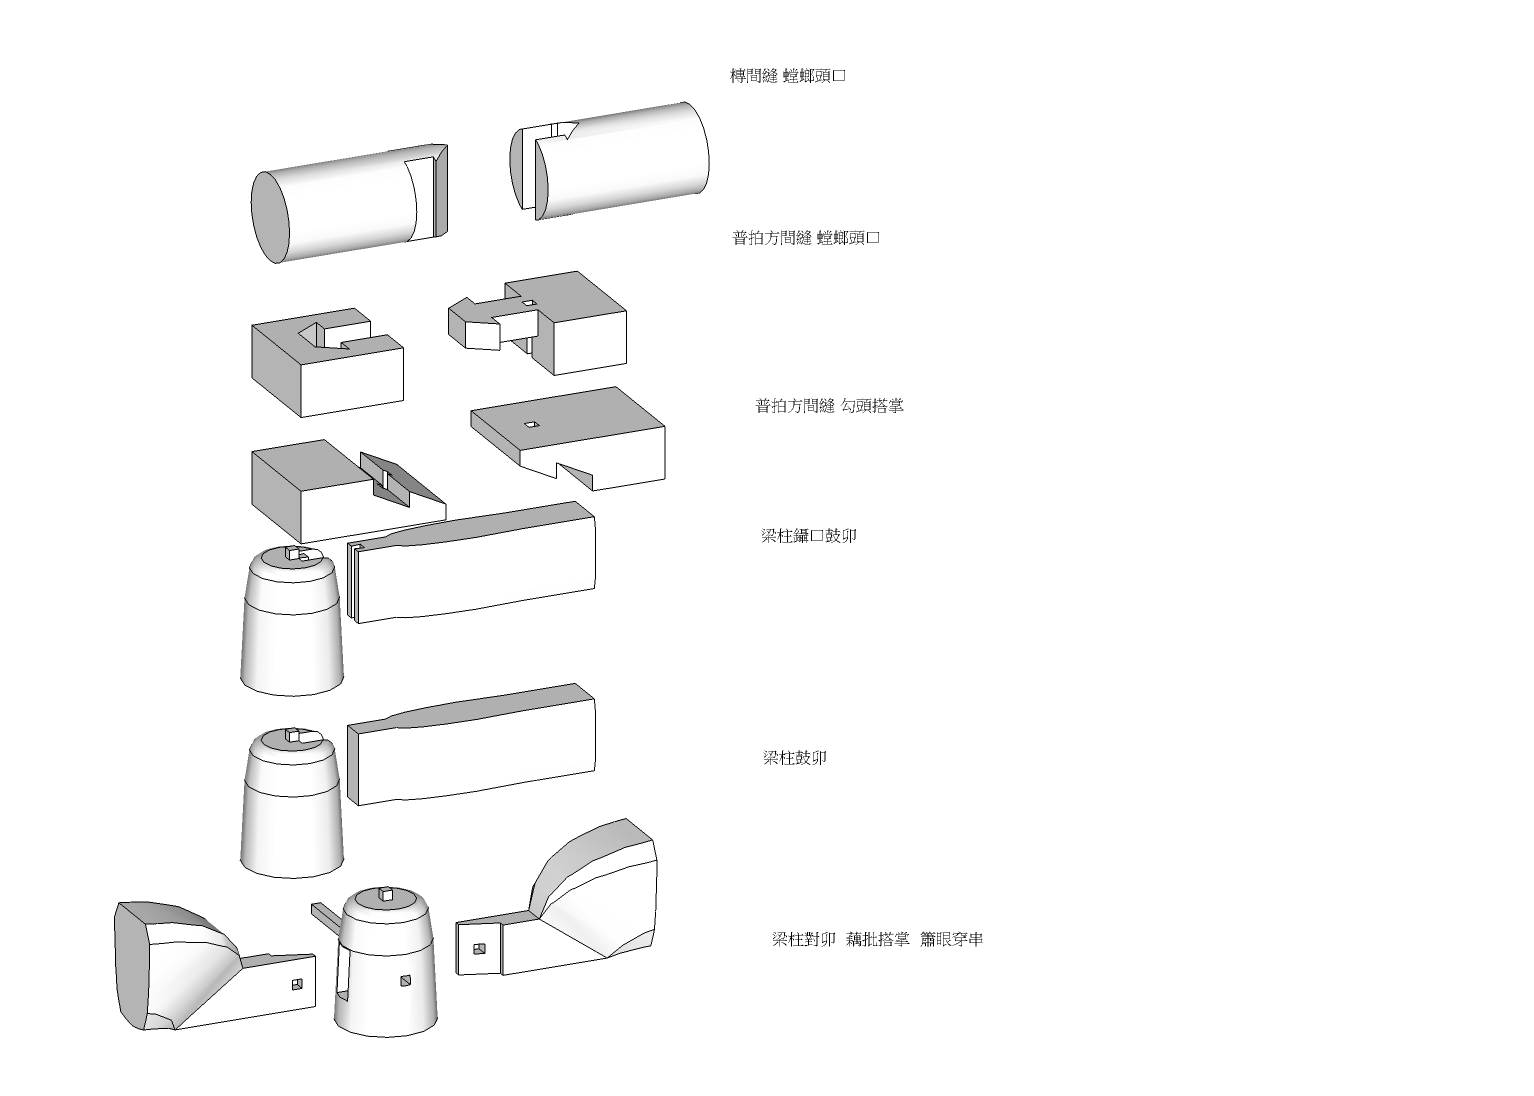 槫間縫 螳螂頭□
普拍方間縫 螳螂頭□
普拍方間縫 勾頭搭掌
梁柱鑷□鼓卯
梁柱鼓卯
梁柱對卯 藕批搭掌 簫眼穿串